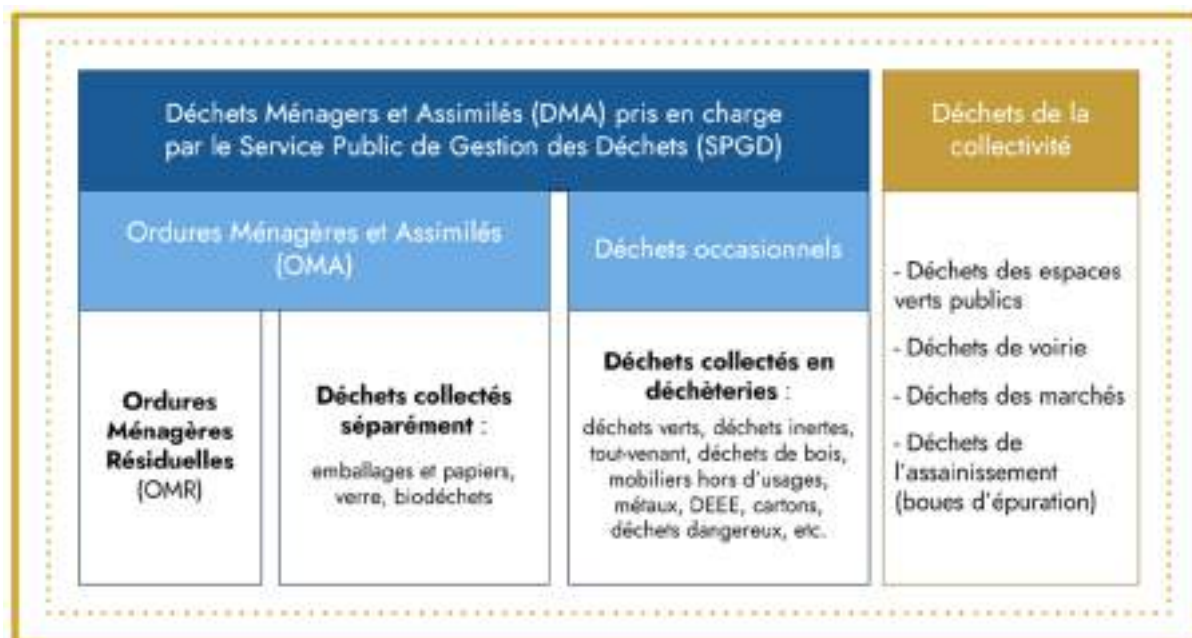 Déchets Ménagers et Assimilés (DMA) pris en charge
par le Service Public de Gestion des Déchets (SPGD)
Déchets de la
collectivité
Ordures Ménagères et Assimilés
(OMA)
Déchets occasionnels
Ordures
Ménagères
Résiduelles
(OMR)
Déchets collectés
séparément :
emballages et papiers,
verre, biodéchets
Déchets collectés en
déchèteries :
déchets verts, déchets inertes,
tout-venant, déchets de bois,
mobiliers hors d'usages,
métaux, DEEE, cartons,
déchets dangereux, etc.
- Déchets des espaces
verts publics
- Déchets de voirie
- Déchets des marchés
- Déchets de
l'assainissement
(boues d'épuration)